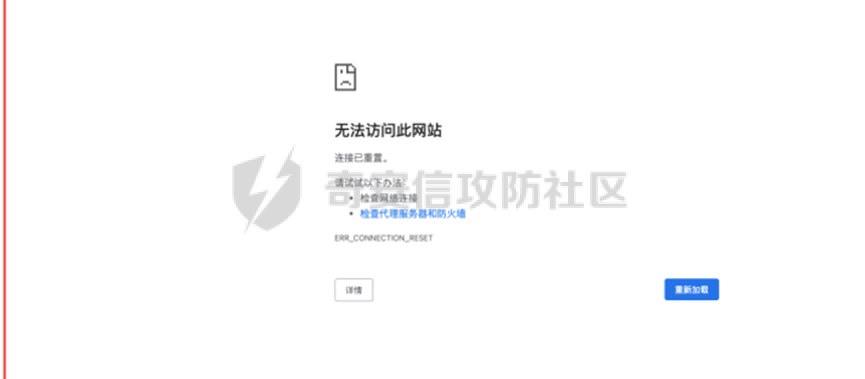 无法访问此网站
连接已重置。
请试试以下办法:
检查网络连接
检查代理服务器和防火墙
ERR_CONNECTION_RESET
详情
重新加载
奇安信攻防社区